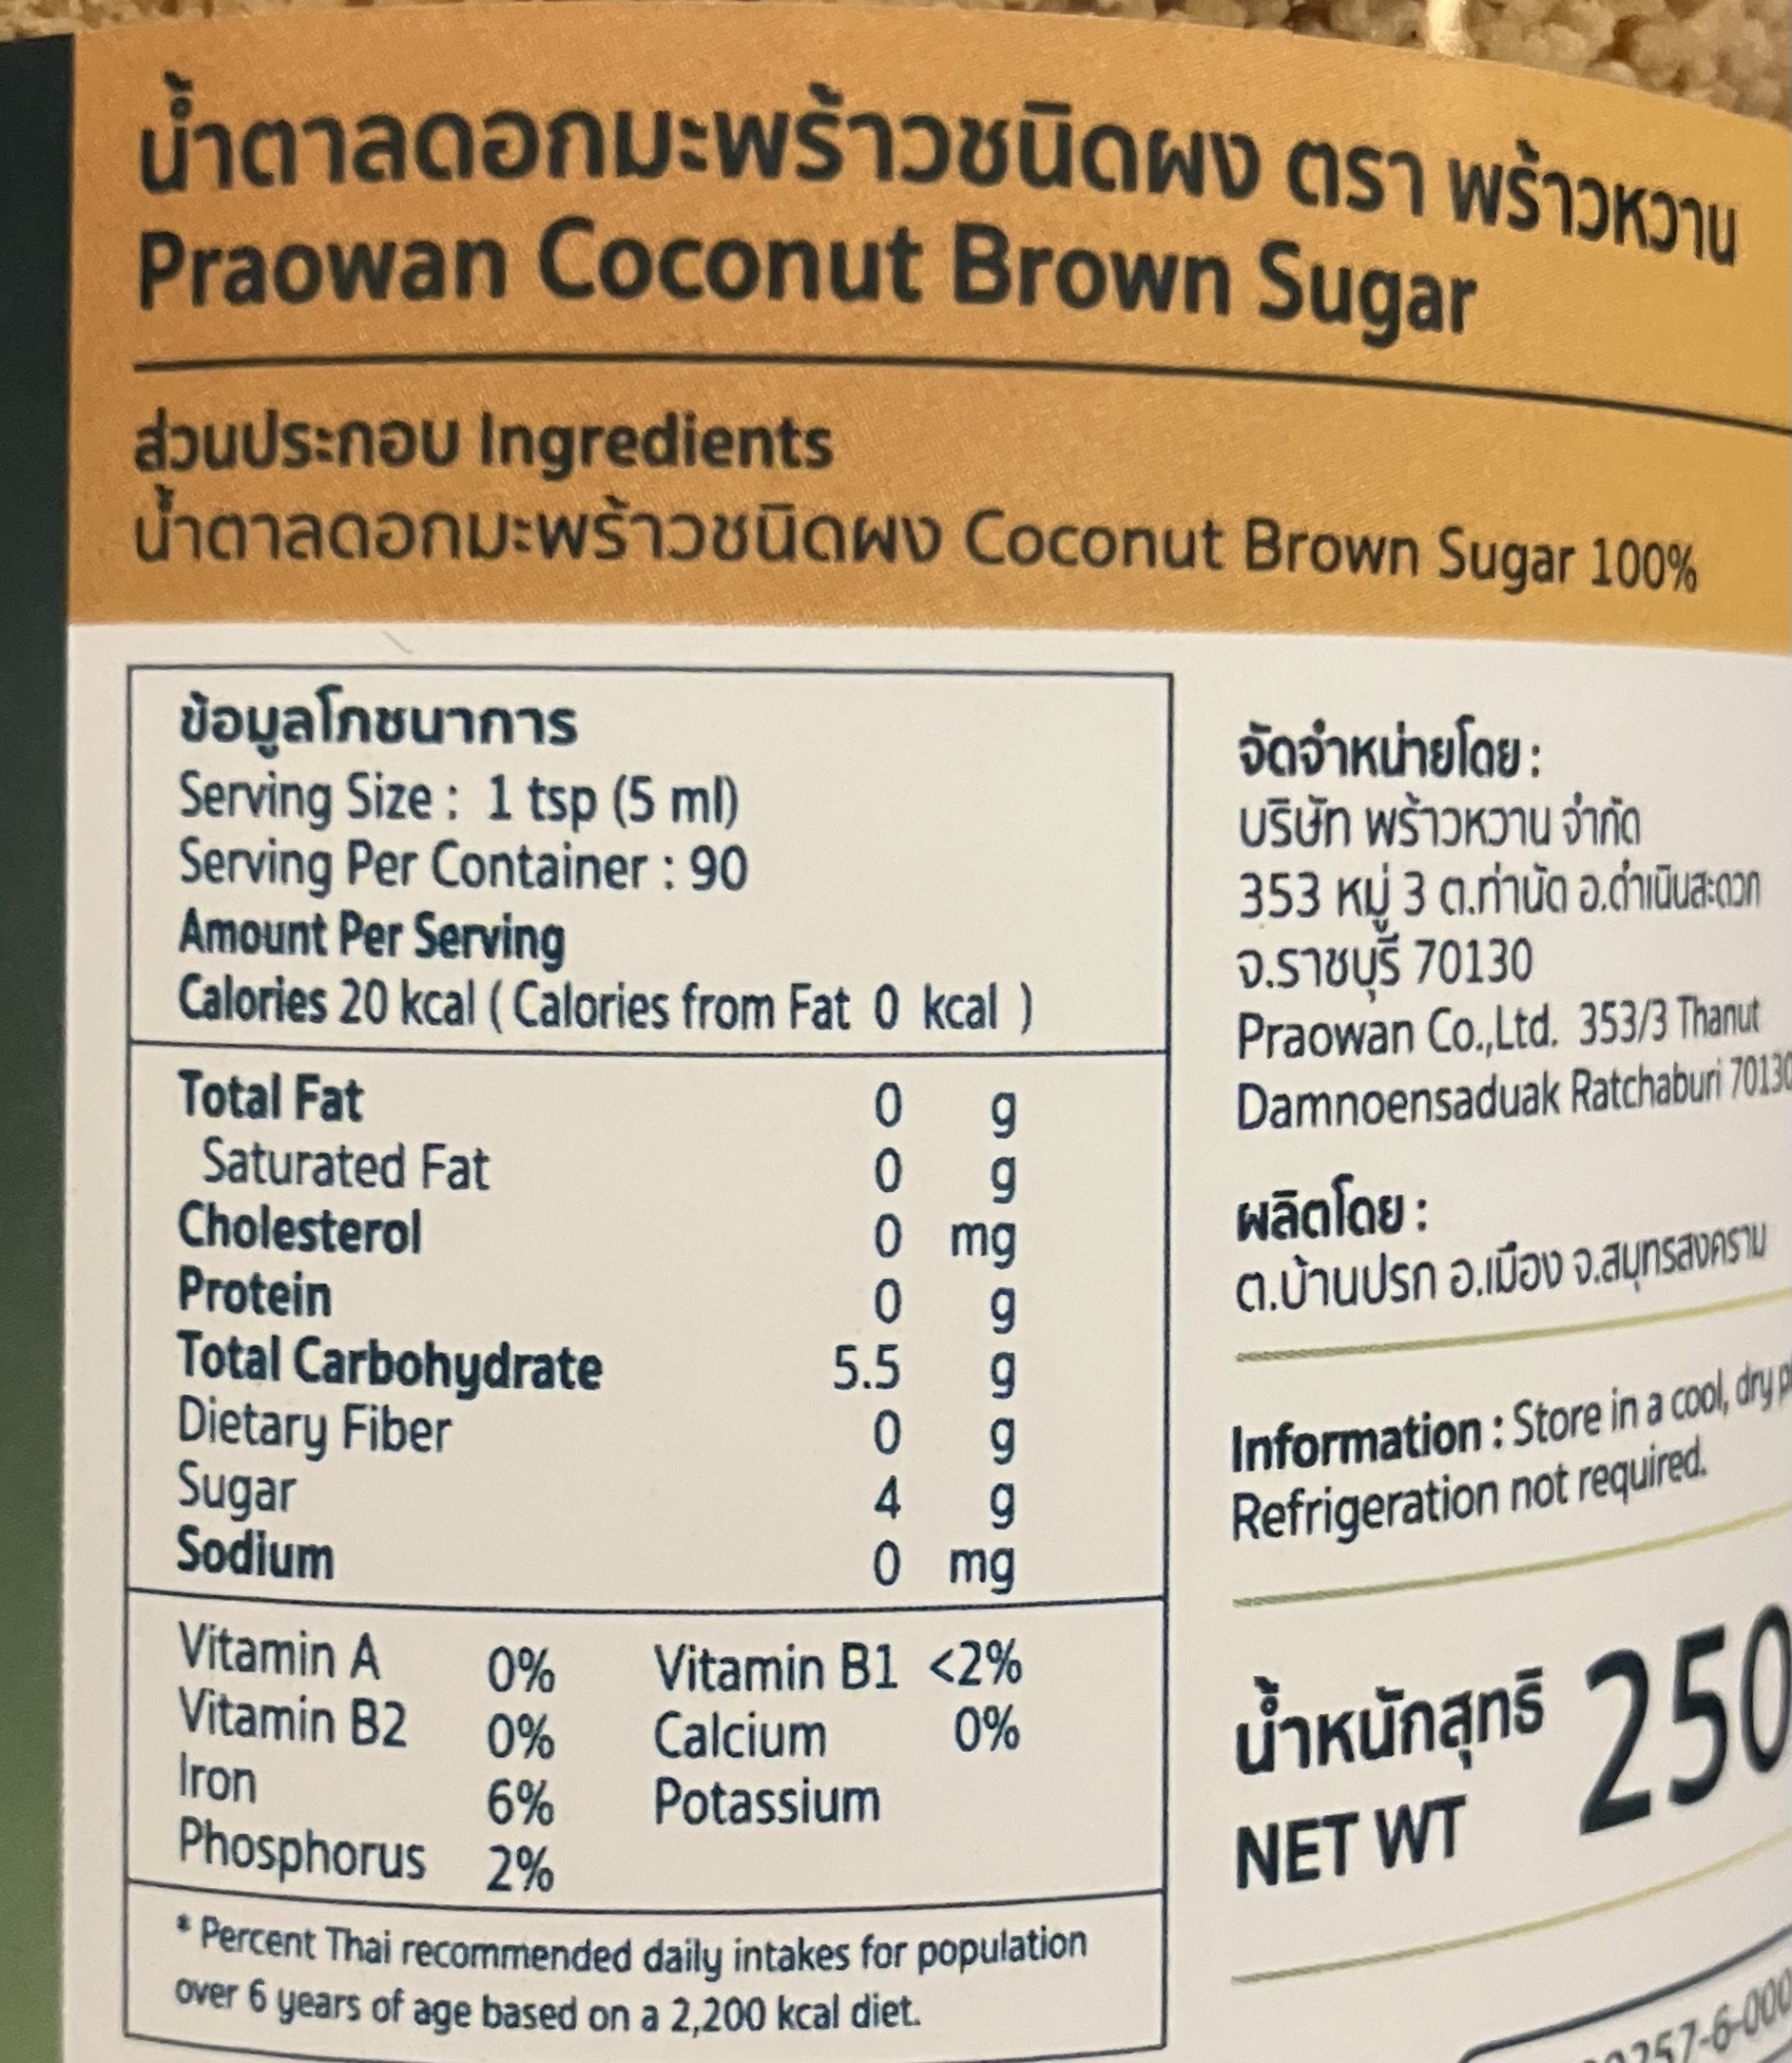 น้ำตาลดอกมะพร้าวชนิดผง ตรา พร้าวหวาน
Praowan Coconut Brown Sugar
ส่วนประกอบ Ingredients
น้ำตาลดอกมะพร้าวชนิดผง Coconut Brown Sugar 100%
ข้อมูลโภชนาการ
Serving Size : 1 tsp (5 ml)
Serving Per Container : 90
Amount Per Serving
Calories 20 kcal ( Calories from Fat 0 kcal )
Total Fat 0 g
Saturated Fat 0 g
Cholesterol 0 mg
Protein 0 g
Total Carbohydrate 5.5 g
Dietary Fiber 0 g
Sugar 4 g
Sodium 0 mg
Vitamin A 0% Vitamin B1 <2%
Vitamin B2 0% Calcium 0%
Iron 6% Potassium
Phosphorus 2%
* Percent Thai recommended daily intakes for population
over 6 years of age based on a 2,200 kcal diet.
จัดจำหน่ายโดย :
บริษัท พร้าวหวาน จำกัด
353 หมู่ 3 ต.ท่านัด อ.ดำเนินสะดวก
จ.ราชบุรี 70130
Praowan Co.,Ltd. 353/3 Thanut
Damnoensaduak Ratchaburi 70130
ผลิตโดย :
ต.บ้านปรก อ.เมือง จ.สมุทรสงคราม
Information : Store in a cool, dry
Refrigeration not required.
น้ำหนักสุทธิ 250
NET WT